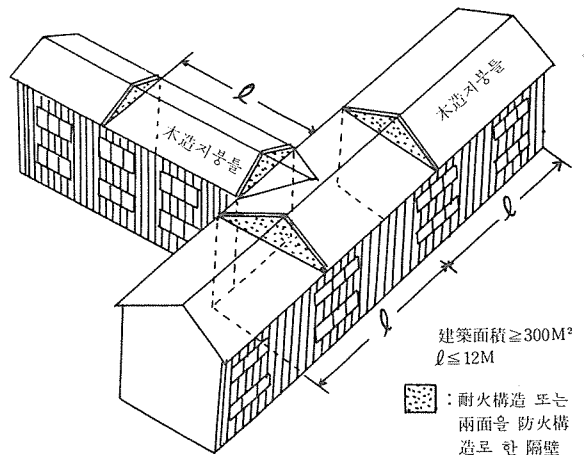 ℓ
木造지붕틀
木造지붕틀
ℓ
ℓ
建築面積≧300M²
ℓ≦12M
:耐火構造 또는
兩面을 防火構
造로 한 隔壁